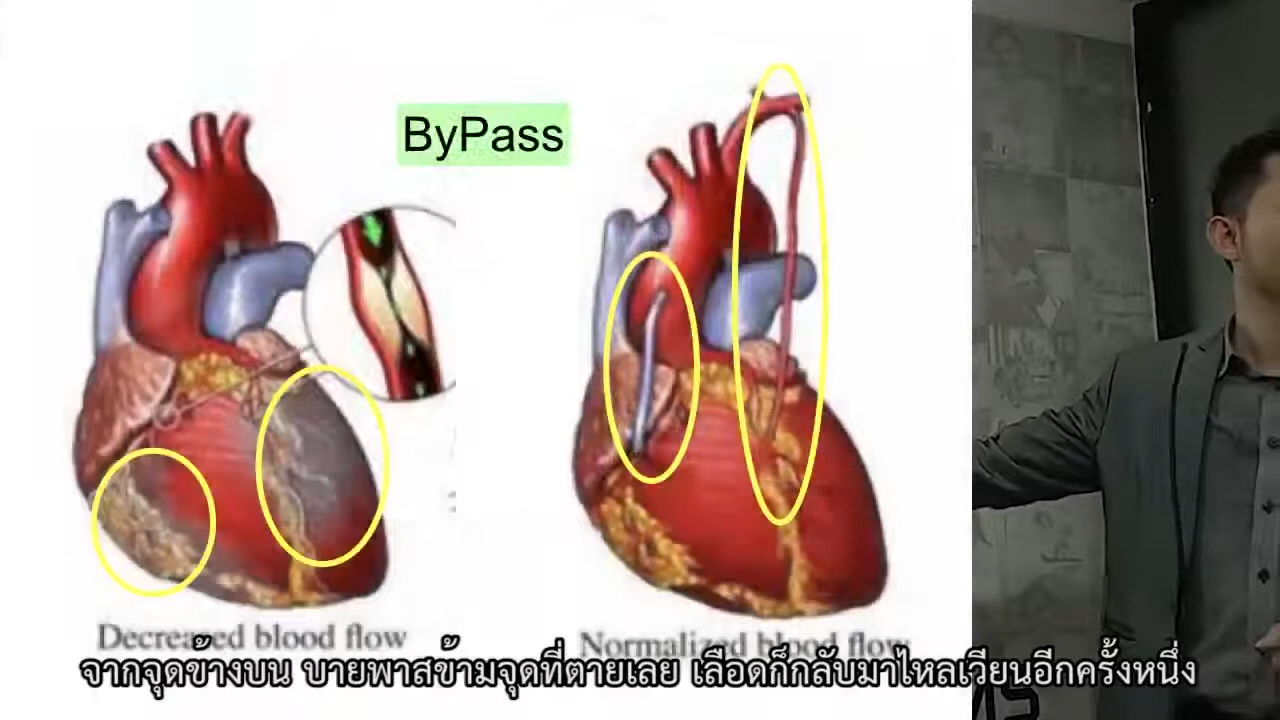 ByPass
Decreased blood flow
Normalized blood flow
จากจุดข้างบน บายพาสข้ามจุดที่ตายเลย เลือดก็กลับมาไหลเวียนอีกครั้งหนึ่ง